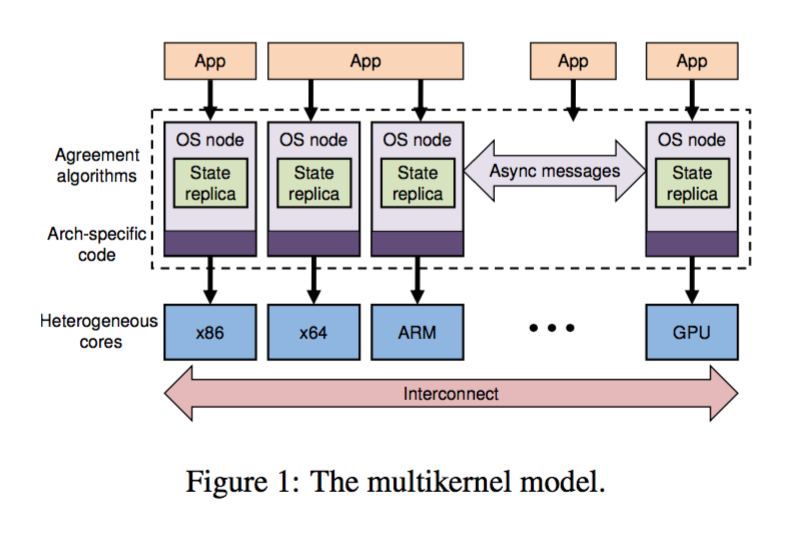 App
App
App
App
Agreement
algorithms
OS node
State
replica
OS node
State
replica
OS node
State
replica
Async messages
OS node
State
replica
Arch-specific
code
Heterogeneous
cores
x86
x64
ARM
• • •
GPU
Interconnect
Figure 1: The multikernel model.